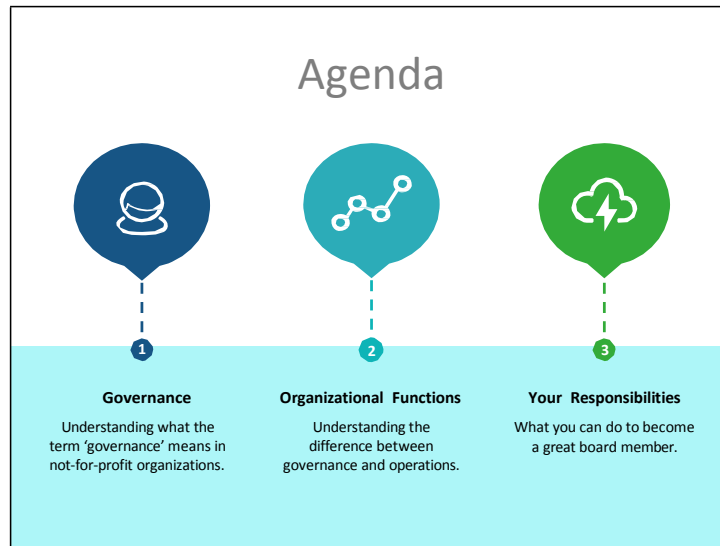 Agenda
1
2
3
Governance
Understanding what the
term ‘governance’ means in
not-for-profit organizations.
Organizational Functions
Understanding the
difference between
governance and operations.
Your Responsibilities
What you can do to become
a great board member.